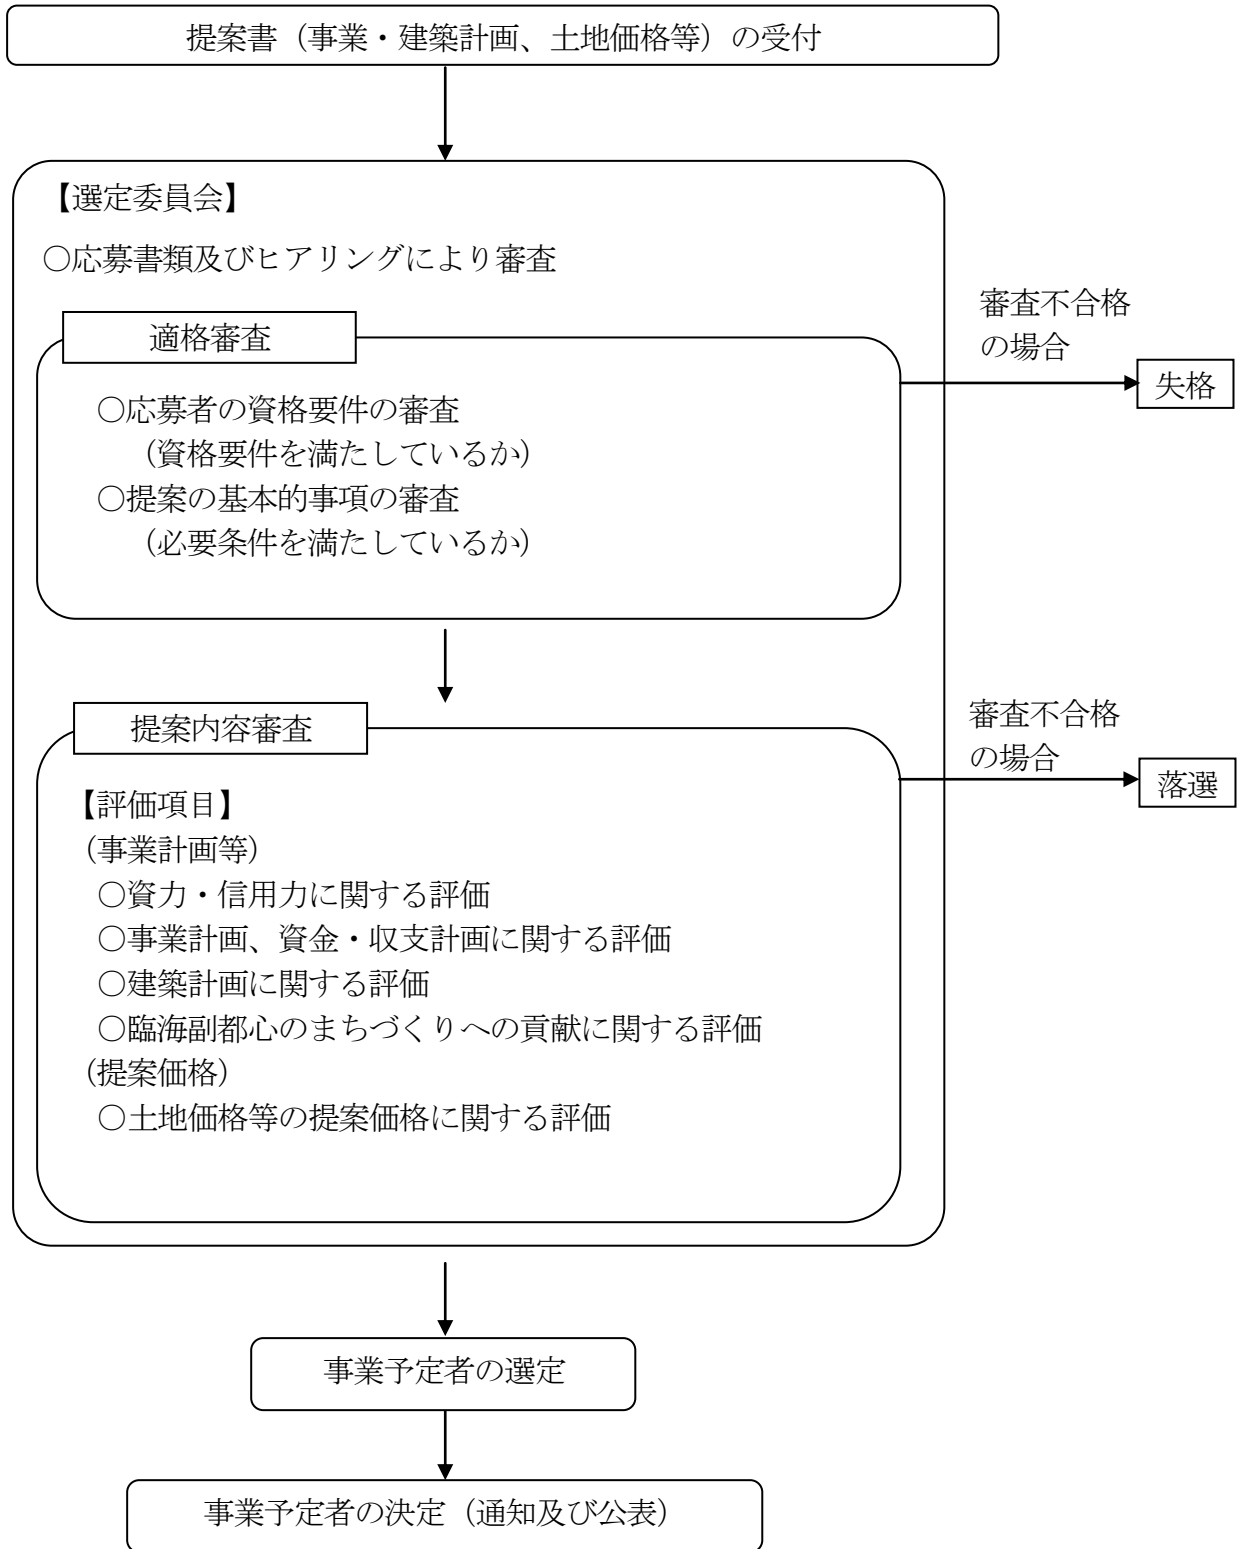 提案書（事業・建築計画、土地価格等）の受付
【選定委員会】
○応募書類及びヒアリングにより審査
適格審査
○応募者の資格要件の審査
（資格要件を満たしているか）
○提案の基本的事項の審査
（必要条件を満たしているか）
審査不合格
の場合
失格
提案内容審査
【評価項目】
（事業計画等）
○資力・信用力に関する評価
○事業計画、資金・収支計画に関する評価
○建築計画に関する評価
○臨海副都心のまちづくりへの貢献に関する評価
（提案価格）
○土地価格等の提案価格に関する評価
審査不合格
の場合
落選
事業予定者の選定
事業予定者の決定（通知及び公表）